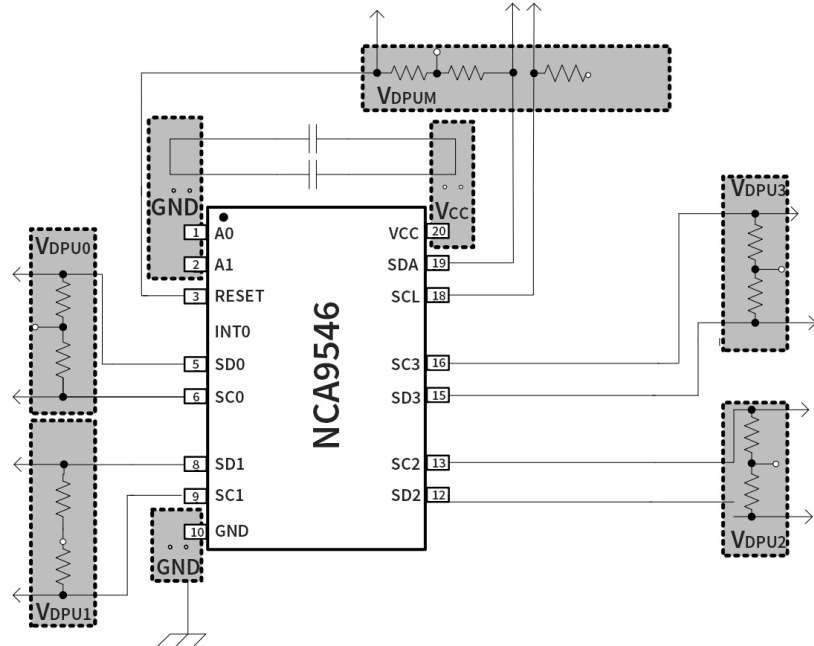 VDPUM
GND
VCC
VDPU3
VDPU0
1 A0
VCC 20
2 A1
SDA 19
3 RESET
SCL 18
INT0
5 SD0
SC3 16
6 SC0
SD3 15
NCA9546
8 SD1
SC2 13
9 SC1
SD2 12
10 GND
GND
VDPU2
VDPU1